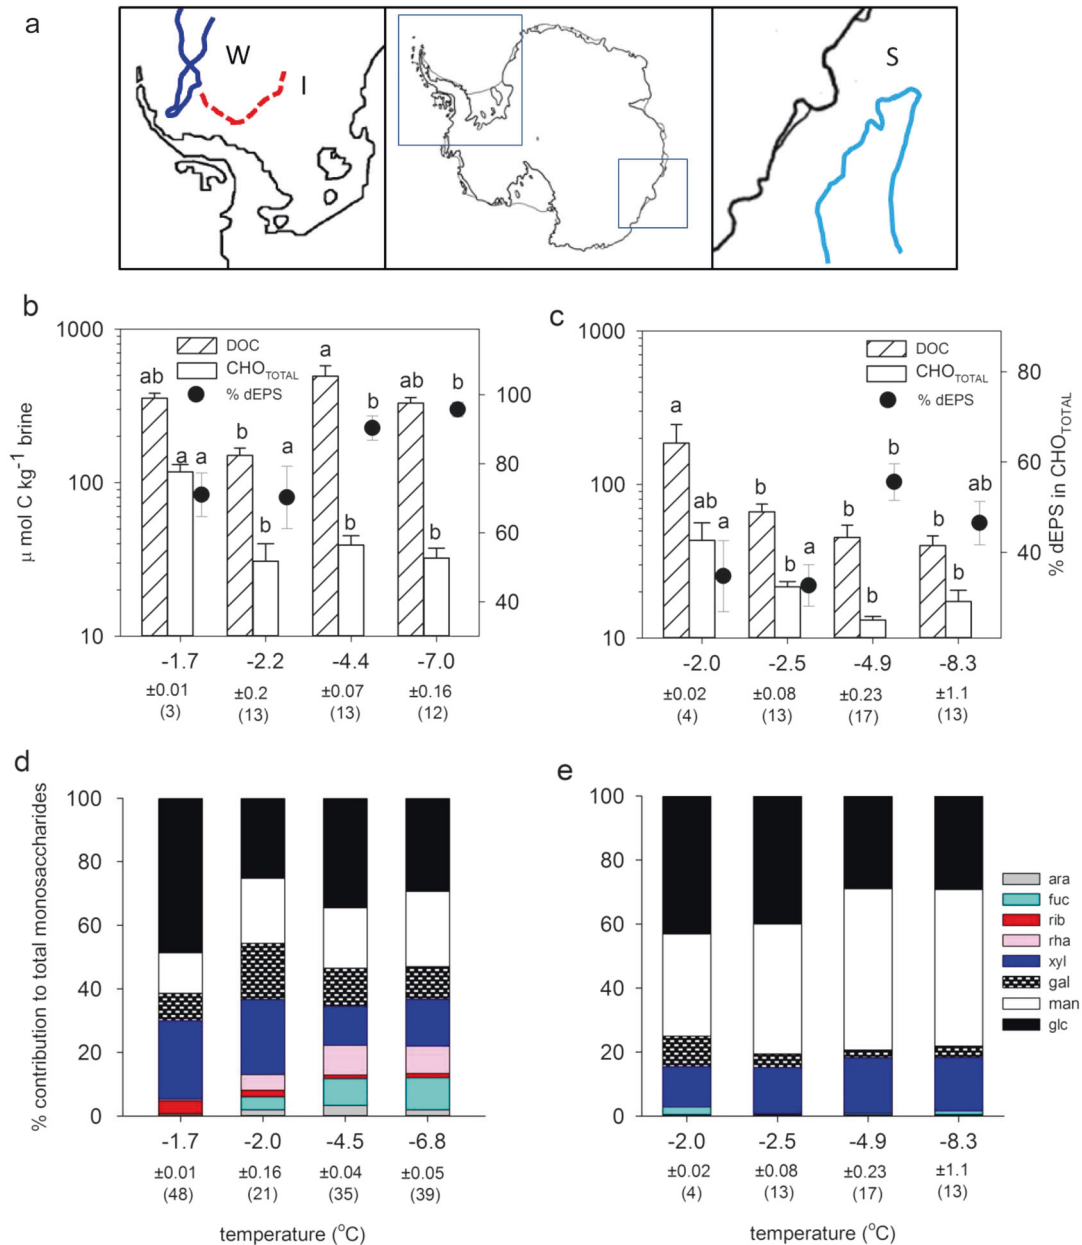 a
W
I
S
b
1000
100
10
μ mol C kg⁻¹ brine
DOC
CHO_TOTAL
% dEPS
ab
a
a
b
a
b
a
b
b
ab
b
b
100
80
60
40
-1.7
-2.2
-4.4
-7.0
±0.01
±0.2
±0.07
±0.16
(3)
(13)
(13)
(12)
c
1000
100
10
DOC
CHO_TOTAL
% dEPS
a
ab
a
b
b
a
b
b
b
b
b
ab
80
60
40
% dEPS in CHO_TOTAL
-2.0
-2.5
-4.9
-8.3
±0.02
±0.08
±0.23
±1.1
(4)
(13)
(17)
(13)
d
% contribution to total monosaccharides
100
80
60
40
20
0
-1.7
-2.0
-4.5
-6.8
±0.01
±0.16
±0.04
±0.05
(48)
(21)
(35)
(39)
temperature (°C)
e
100
80
60
40
20
0
-2.0
-2.5
-4.9
-8.3
±0.02
±0.08
±0.23
±1.1
(4)
(13)
(17)
(13)
temperature (°C)
ara
fuc
rib
rha
xyl
gal
man
glc